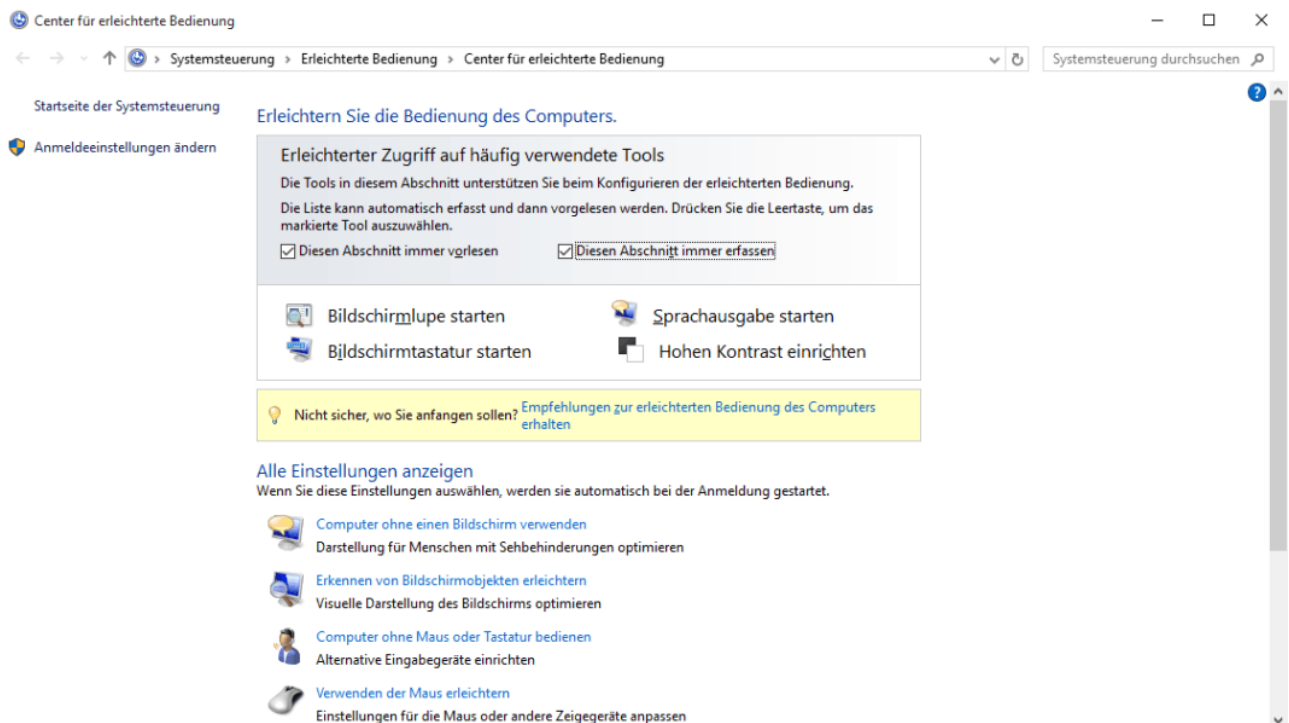 Center für erleichterte Bedienung
Systemsteuerung › Erleichterte Bedienung › Center für erleichterte Bedienung
Systemsteuerung durchsuchen
Startseite der Systemsteuerung
Anmeldeeinstellungen ändern
Erleichtern Sie die Bedienung des Computers.
Erleichterter Zugriff auf häufig verwendete Tools
Die Tools in diesem Abschnitt unterstützen Sie beim Konfigurieren der erleichterten Bedienung.
Die Liste kann automatisch erfasst und dann vorgelesen werden. Drücken Sie die Leertaste, um das
markierte Tool auszuwählen.
Diesen Abschnitt immer vorlesen
Diesen Abschnitt immer erfassen
Bildschirmlupe starten
Sprachausgabe starten
Bildschirmtastatur starten
Hohen Kontrast einrichten
Nicht sicher, wo Sie anfangen sollen? Empfehlungen zur erleichterten Bedienung des Computers
erhalten
Alle Einstellungen anzeigen
Wenn Sie diese Einstellungen auswählen, werden sie automatisch bei der Anmeldung gestartet.
Computer ohne einen Bildschirm verwenden
Darstellung für Menschen mit Sehbehinderungen optimieren
Erkennen von Bildschirmobjekten erleichtern
Visuelle Darstellung des Bildschirms optimieren
Computer ohne Maus oder Tastatur bedienen
Alternative Eingabegeräte einrichten
Verwenden der Maus erleichtern
Einstellungen für die Maus oder andere Zeigegeräte anpassen